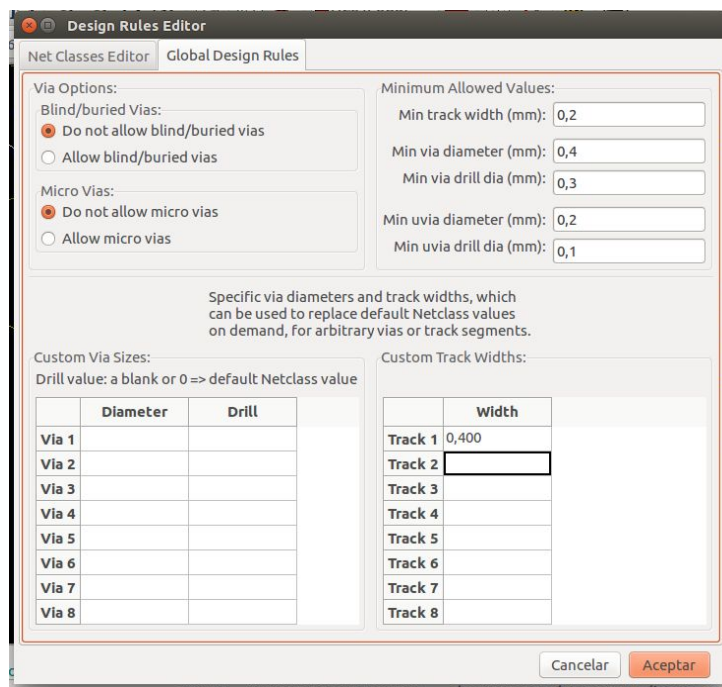 Design Rules Editor
Net Classes Editor Global Design Rules
Via Options:
Blind/buried Vias:
Do not allow blind/buried vias
Allow blind/buried vias
Micro Vias:
Do not allow micro vias
Allow micro vias
Minimum Allowed Values:
Min track width (mm): 0,2
Min via diameter (mm): 0,4
Min via drill dia (mm): 0,3
Min uvia diameter (mm): 0,2
Min uvia drill dia (mm): 0,1
Specific via diameters and track widths, which
can be used to replace default Netclass values
on demand, for arbitrary vias or track segments.
Custom Via Sizes:
Drill value: a blank or 0 => default Netclass value
Diameter Drill
Via 1
Via 2
Via 3
Via 4
Via 5
Via 6
Via 7
Via 8
Custom Track Widths:
Width
Track 1 0,400
Track 2
Track 3
Track 4
Track 5
Track 6
Track 7
Track 8
Cancelar Aceptar